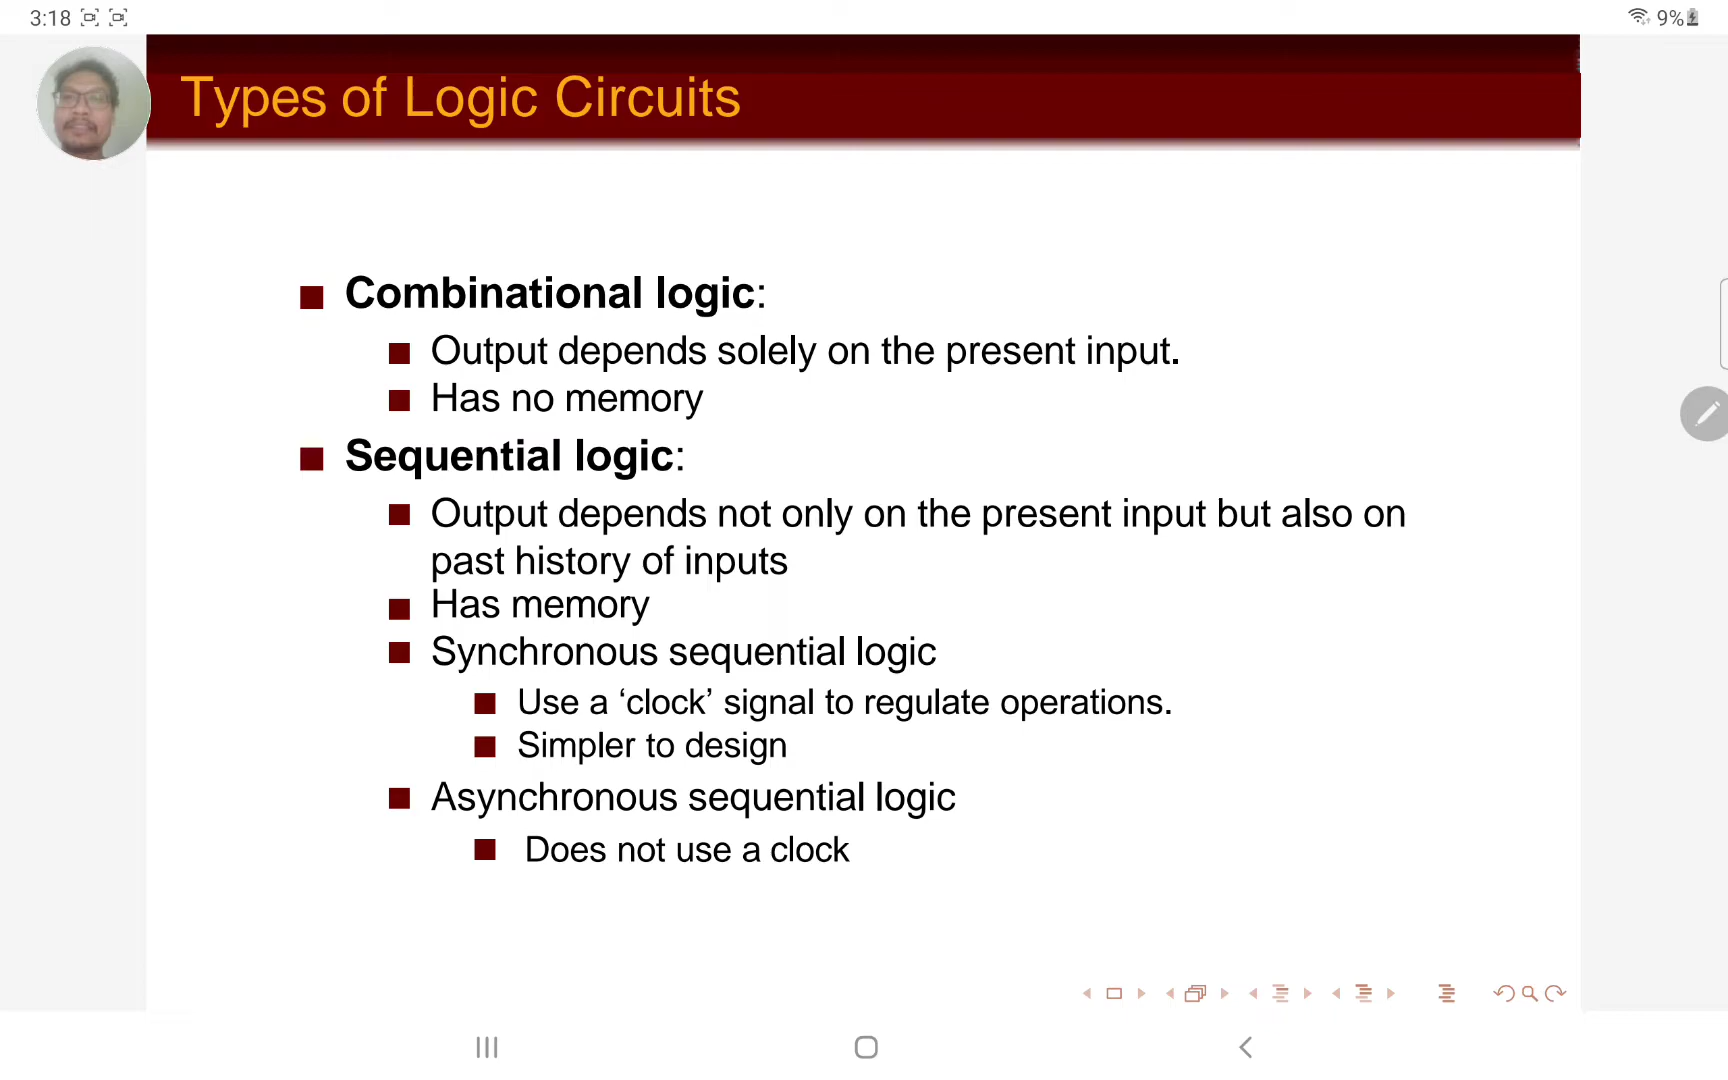 3:18
9%
Types of Logic Circuits
Combinational logic:
Output depends solely on the present input.
Has no memory
Sequential logic:
Output depends not only on the present input but also on
past history of inputs
Has memory
Synchronous sequential logic
Use a ‘clock’ signal to regulate operations.
Simpler to design
Asynchronous sequential logic
Does not use a clock